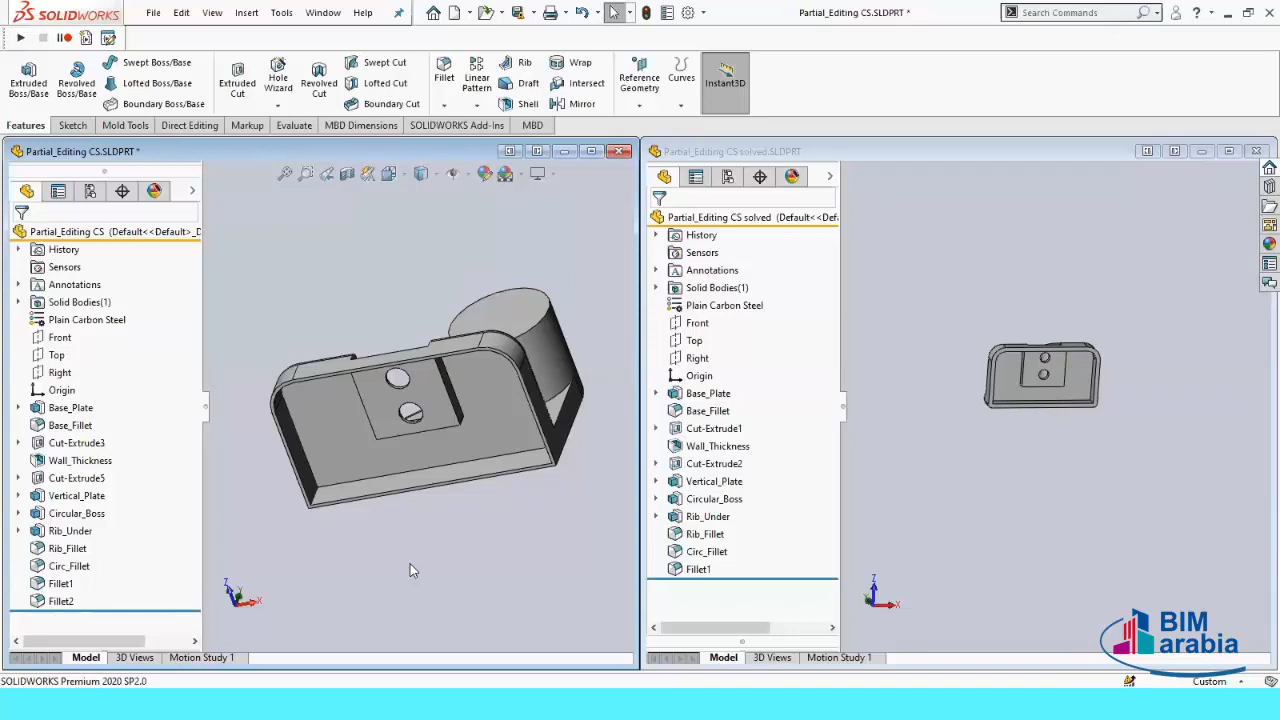 SOLIDWORKS
File Edit View Insert Tools Window Help
Partial_Editing CS.SLDPRT *
Search Commands
Extruded Boss/Base
Revolved Boss/Base
Swept Boss/Base
Lofted Boss/Base
Boundary Boss/Base
Extruded Cut
Hole Wizard
Revolved Cut
Swept Cut
Lofted Cut
Boundary Cut
Fillet
Linear Pattern
Rib
Draft
Shell
Wrap
Intersect
Mirror
Reference Geometry
Curves
Instant3D
Features Sketch Mold Tools Direct Editing Markup Evaluate MBD Dimensions SOLIDWORKS Add-Ins MBD
Partial_Editing CS.SLDPRT *
Partial_Editing CS (Default<<Default>_D
History
Sensors
Annotations
Solid Bodies(1)
Plain Carbon Steel
Front
Top
Right
Origin
Base_Plate
Base_Fillet
Cut-Extrude3
Wall_Thickness
Cut-Extrude5
Vertical_Plate
Circular_Boss
Rib_Under
Rib_Fillet
Circ_Fillet
Fillet1
Fillet2
Z
Y
X
Model 3D Views Motion Study 1
Partial_Editing CS solved.SLDPRT
Partial_Editing CS solved (Default<<Def
History
Sensors
Annotations
Solid Bodies(1)
Plain Carbon Steel
Front
Top
Right
Origin
Base_Plate
Base_Fillet
Cut-Extrude1
Wall_Thickness
Cut-Extrude2
Vertical_Plate
Circular_Boss
Rib_Under
Rib_Fillet
Circ_Fillet
Fillet1
Z
X
Model 3D Views Motion Study 1
BIM
arabia
SOLIDWORKS Premium 2020 SP2.0
Custom